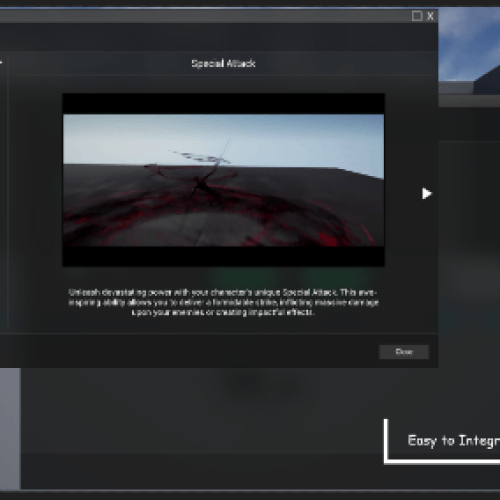 X
Special Attack
Unleash devastating power with your character's unique Special Attack. This awe-
inspiring ability allows you to deliver a formidable strike, inflicting massive damage
upon your enemies or creating impactful effects.
Close
Easy to Integr